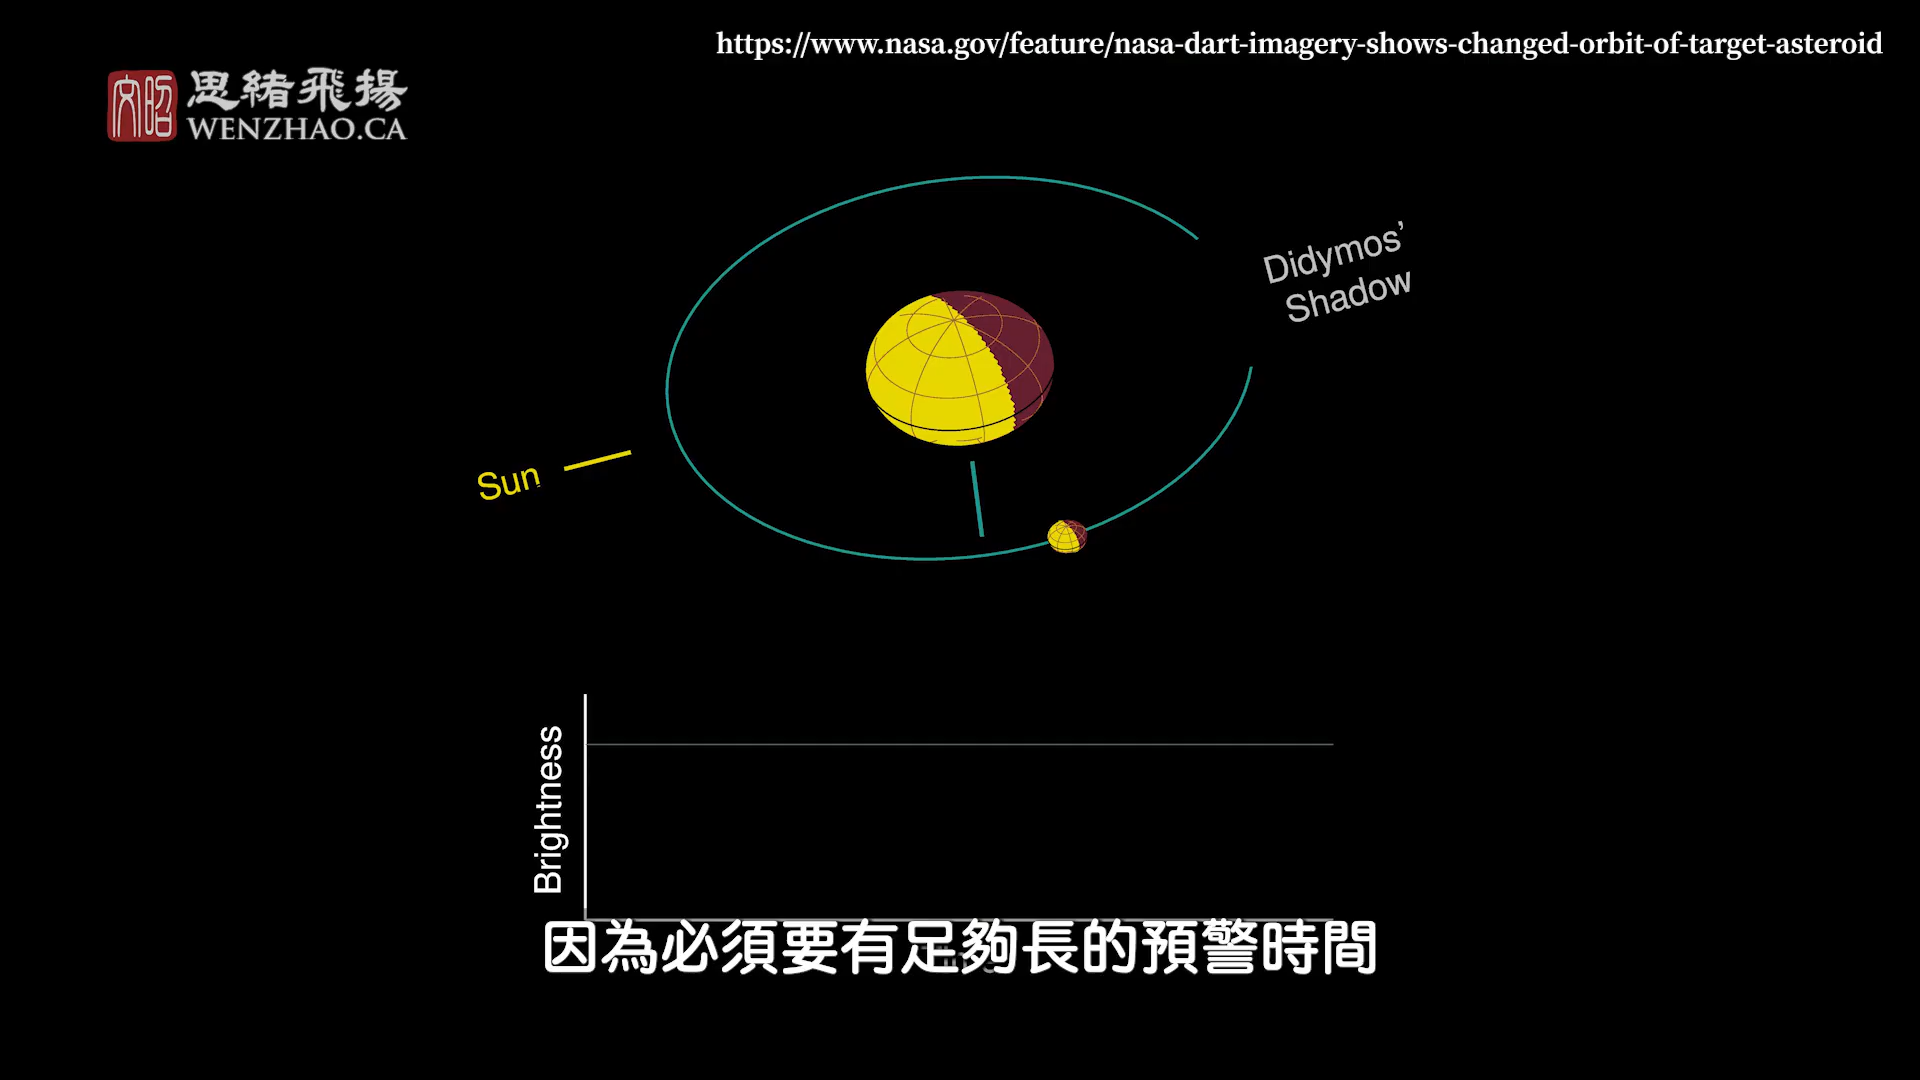 https://www.nasa.gov/feature/nasa-dart-imagery-shows-changed-orbit-of-target-asteroid
文昭
思緒飛揚
WENZHAO.CA
Didymos’
Shadow
Sun
Brightness
因為必須要有足夠長的預警時間